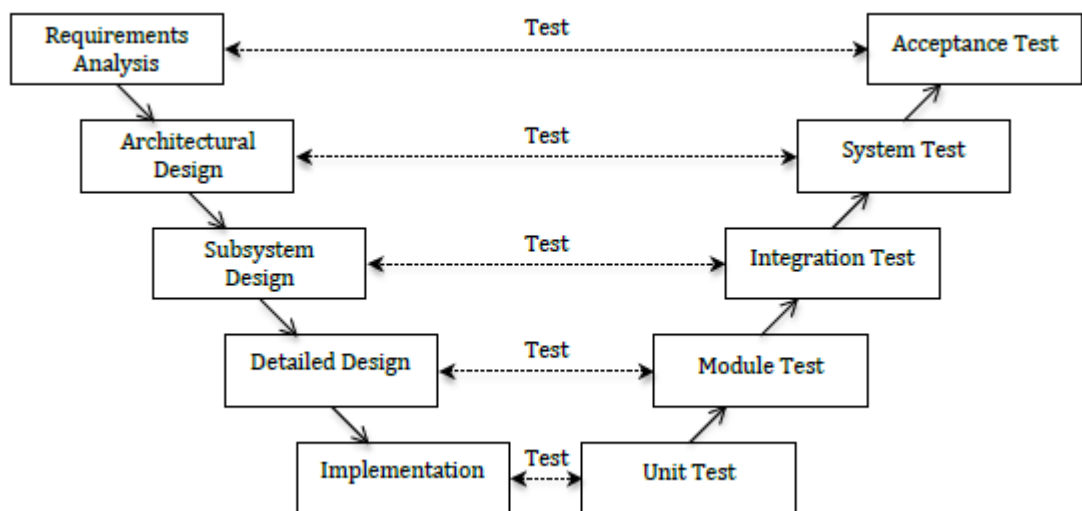 Requirements
Analysis
Test
Acceptance Test
Architectural
Design
Test
System Test
Subsystem
Design
Test
Integration Test
Detailed Design
Test
Module Test
Implementation
Test
Unit Test